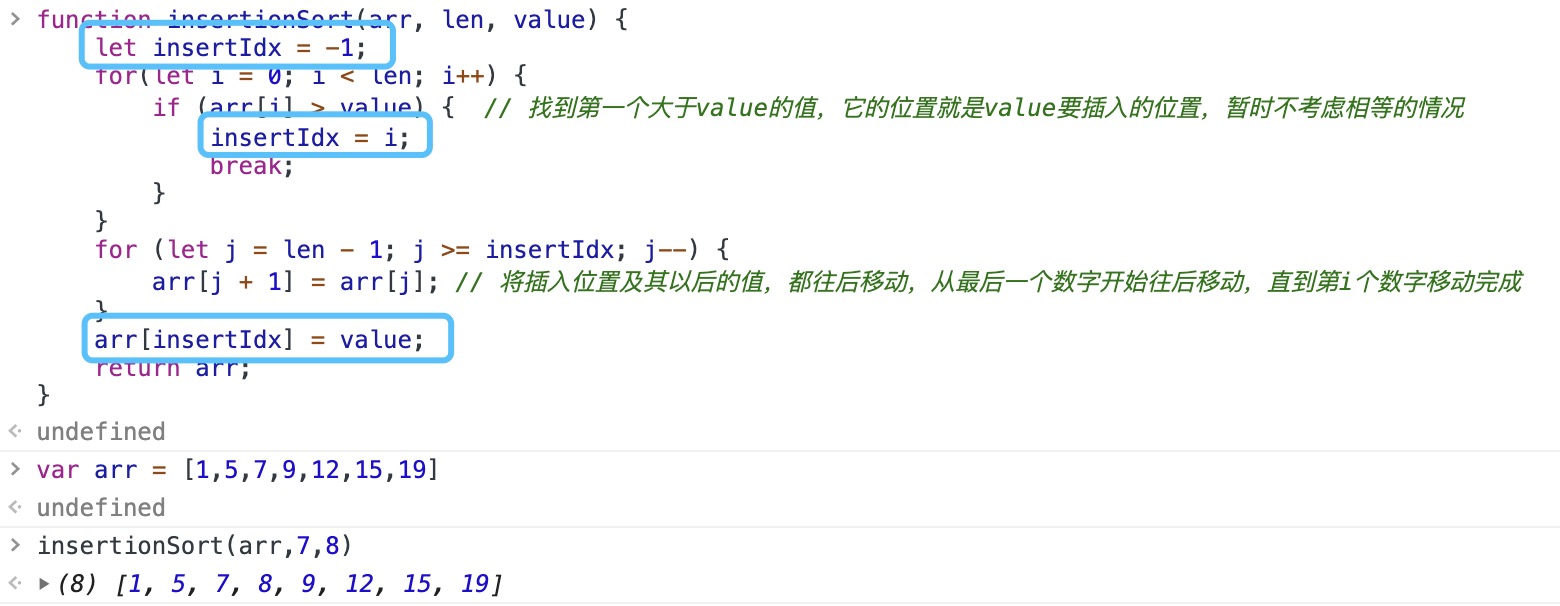 > function insertionSort(arr, len, value) {
let insertIdx = -1;
for(let i = 0; i < len; i++) {
if (arr[i] > value) { // 找到第一个大于value的值，它的位置就是value要插入的位置，暂时不考虑相等的情况
insertIdx = i;
break;
}
}
for (let j = len - 1; j >= insertIdx; j--) {
arr[j + 1] = arr[j]; // 将插入位置及其以后的值，都往后移动，从最后一个数字开始往后移动，直到第i个数字移动完成
}
arr[insertIdx] = value;
return arr;
}
undefined
> var arr = [1,5,7,9,12,15,19]
undefined
> insertionSort(arr,7,8)
(8) [1, 5, 7, 8, 9, 12, 15, 19]